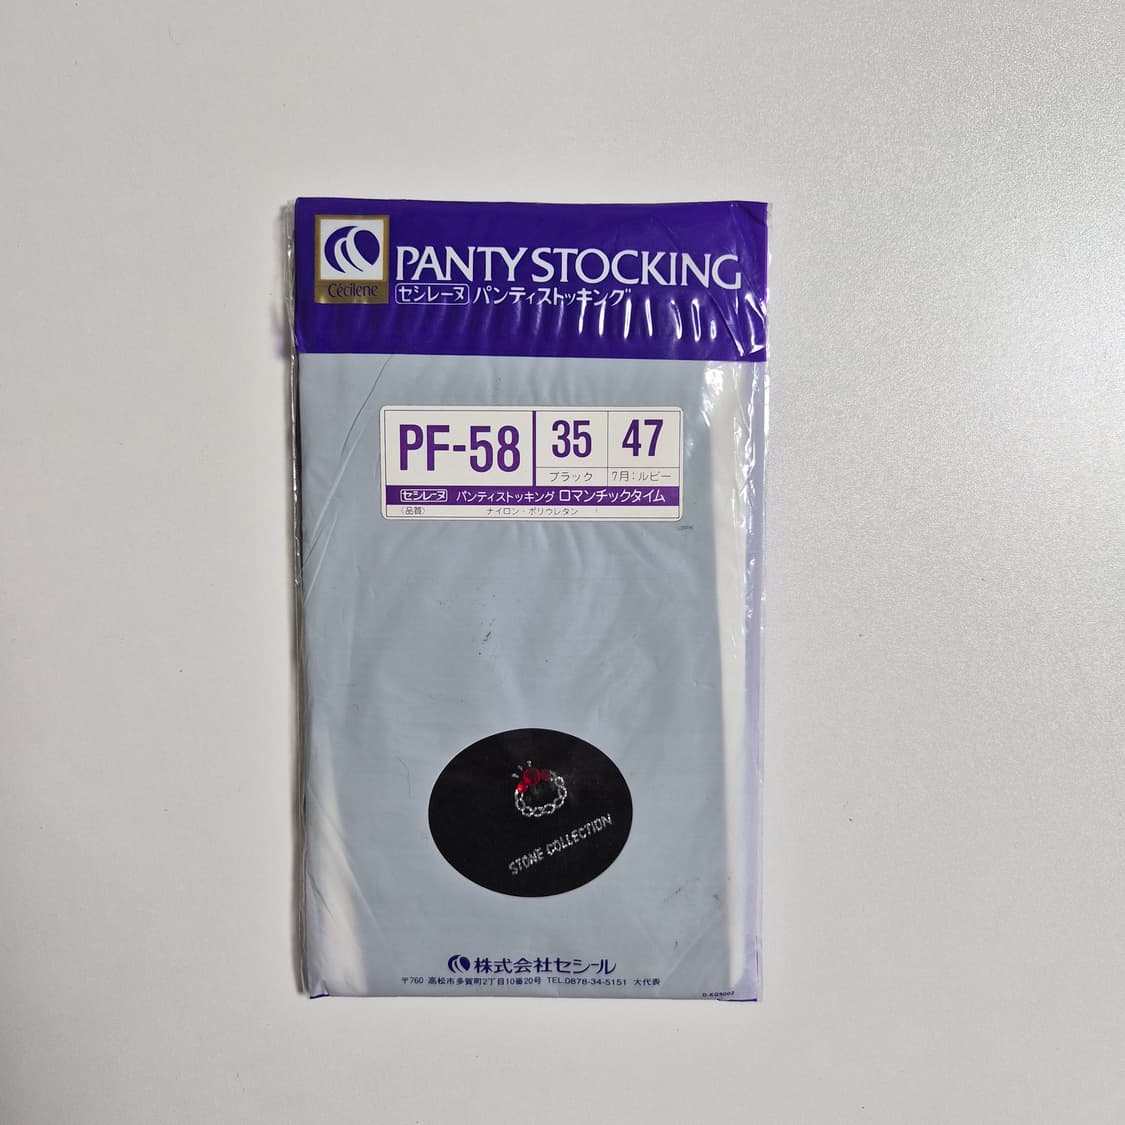 PANTY STOCKING
Cécilene
セシレーヌ パンティストッキング
PF-58 35 47
ブラック 7月:ルビー
セシレーヌ パンティストッキング ロマンチックタイム
(品質) ナイロン・ポリウレタン
STONE COLLECTION
株式会社セシール
〒760 高松市多賀町2丁目10番20号 TEL.0878-34-5151 大代表
D-KG9007